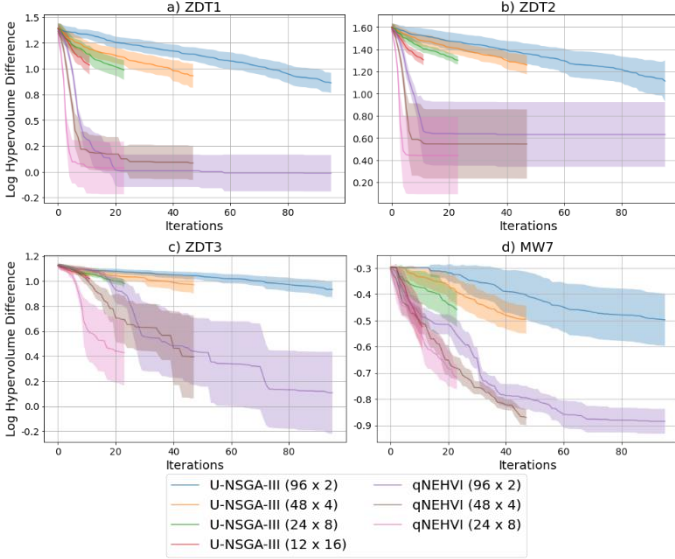 a) ZDT1
b) ZDT2
Log Hypervolume Difference
1.5
1.2
1.0
0.8
0.5
0.2
0.0
-0.2
0 20 40 60 80
Iterations
1.60
1.40
1.20
1.00
0.80
0.60
0.40
0.20
0 20 40 60 80
Iterations
c) ZDT3
d) MW7
Log Hypervolume Difference
1.2
1.0
0.8
0.6
0.4
0.2
0.0
-0.2
0 20 40 60 80
Iterations
-0.3
-0.4
-0.5
-0.6
-0.7
-0.8
-0.9
0 20 40 60 80
Iterations
U-NSGA-III (96 x 2)
U-NSGA-III (48 x 4)
U-NSGA-III (24 x 8)
U-NSGA-III (12 x 16)
qNEHVI (96 x 2)
qNEHVI (48 x 4)
qNEHVI (24 x 8)